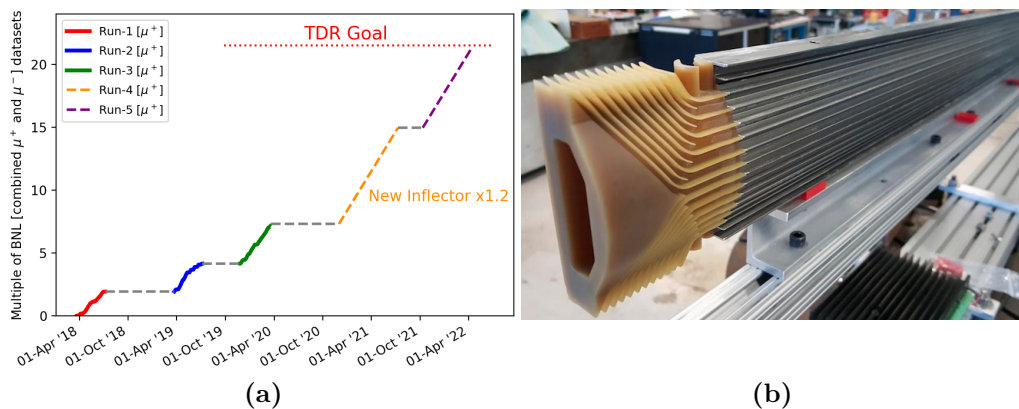 Multiple of BNL [combined μ⁺ and μ⁻] datasets
20
15
10
5
0
Run-1 [μ⁺]
Run-2 [μ⁺]
Run-3 [μ⁺]
Run-4 [μ⁺]
Run-5 [μ⁺]
TDR Goal
New Inflector x1.2
01-Apr '18
01-Oct '18
01-Apr '19
01-Oct '19
01-Apr '20
01-Oct '20
01-Apr '21
01-Oct '21
01-Apr '22
(a)
(b)